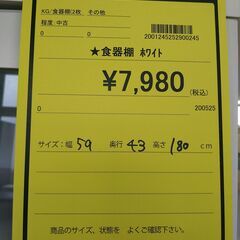 KG/食器棚(2枚 その他
程度 中古
0 0
2001245252900245
★食器棚 ホワイト
¥7,980
(税込)
0 200525
サイズ:幅 59 奥行 43 高さ 180 cm
商品のサイズ、状態を よくご確認下さい。